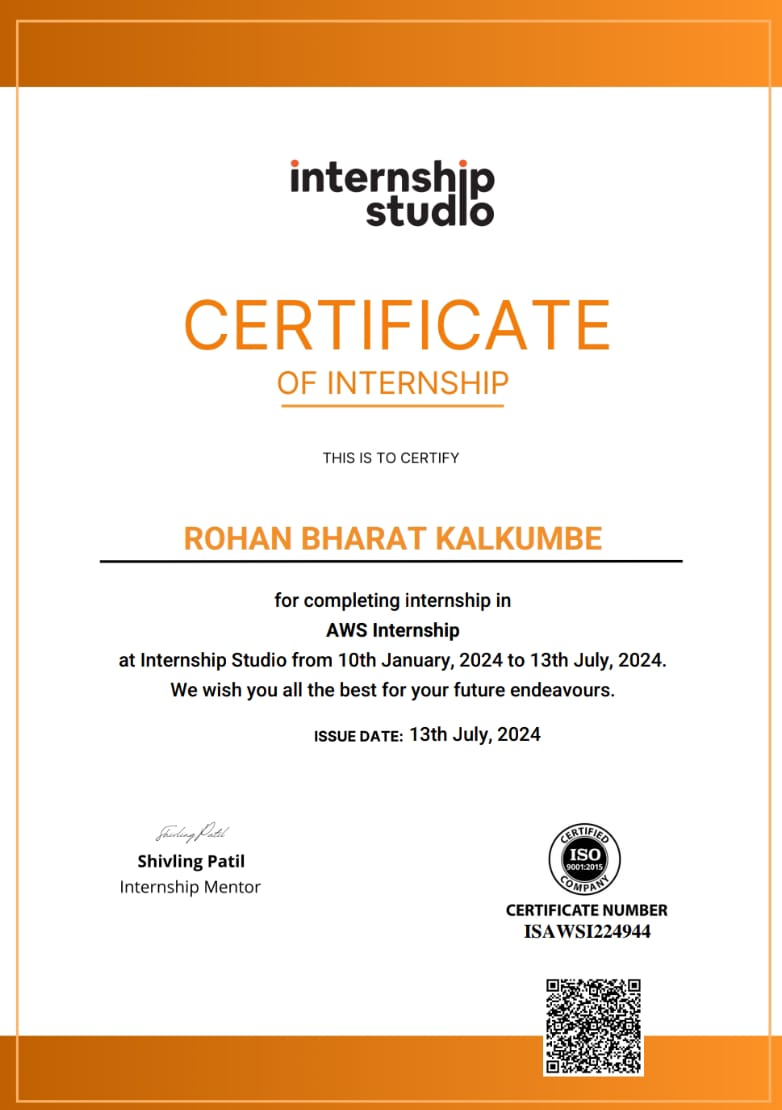 internship
studio
CERTIFICATE
OF INTERNSHIP
THIS IS TO CERTIFY
ROHAN BHARAT KALKUMBE
for completing internship in
AWS Internship
at Internship Studio from 10th January, 2024 to 13th July, 2024.
We wish you all the best for your future endeavours.
ISSUE DATE: 13th July, 2024
Shivling Patil
Shivling Patil
Internship Mentor
CERTIFIED
ISO
9001:2015
COMPANY
CERTIFICATE NUMBER
ISAWSI224944